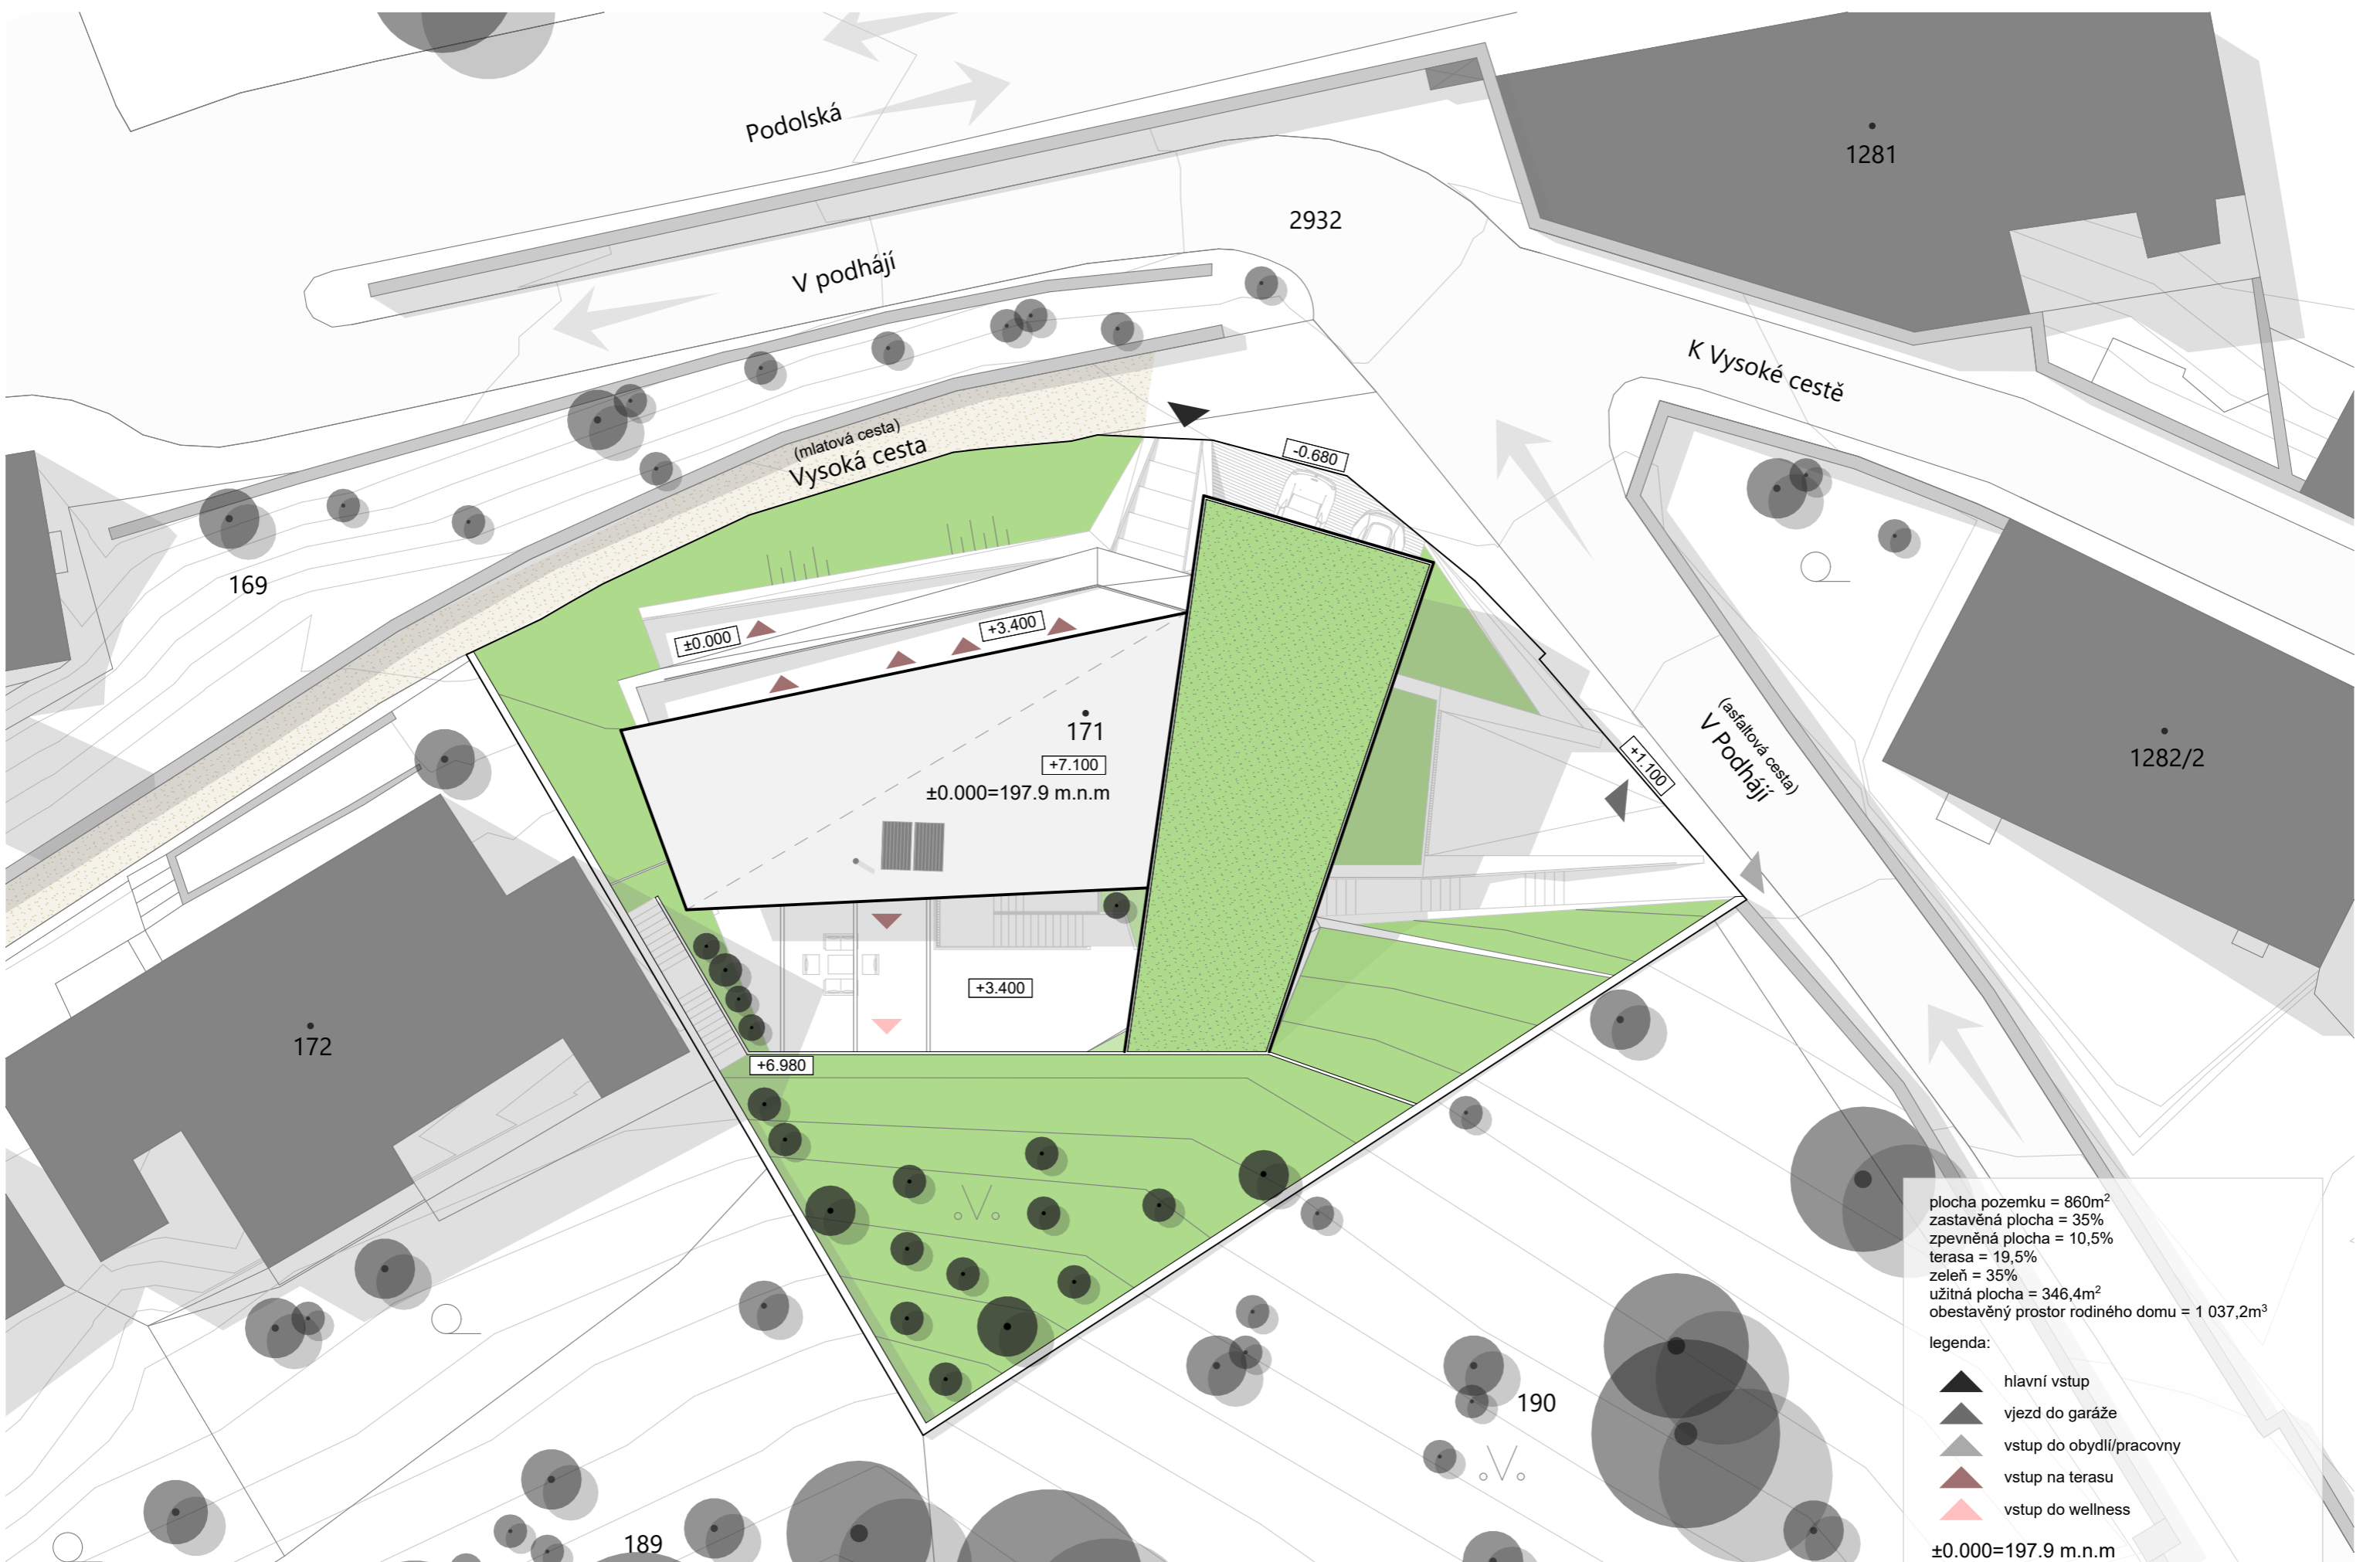 Podolská
1281
2932
V podhájí
K Vysoké cestě
(mlatová cesta)
Vysoká cesta
-0.680
169
±0.000
+3.400
171
+7.100
±0.000=197.9 m.n.m
+1.100
(asfaltová cesta)
V Podhájí
1282/2
+3.400
172
+6.980
plocha pozemku = 860m²
zastavěná plocha = 35%
zpevněná plocha = 10,5%
terasa = 19,5%
zeleň = 35%
užitná plocha = 346,4m²
obestavěný prostor rodiného domu = 1 037,2m³
legenda:
hlavní vstup
vjezd do garáže
vstup do obydlí/pracovny
vstup na terasu
vstup do wellness
±0.000=197.9 m.n.m
190
189